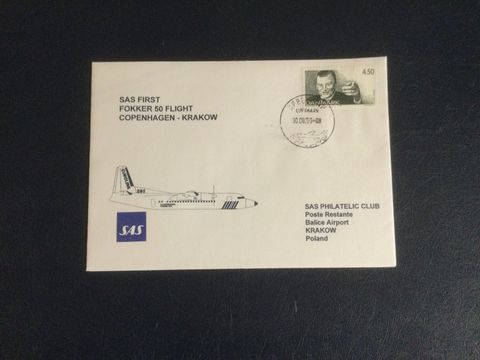 SAS FIRST
FOKKER 50 FLIGHT
COPENHAGEN - KRAKOW
4.50
DANMARK
SAS
SAS PHILATELIC CLUB
Poste Restante
Balice Airport
KRAKOW
Poland